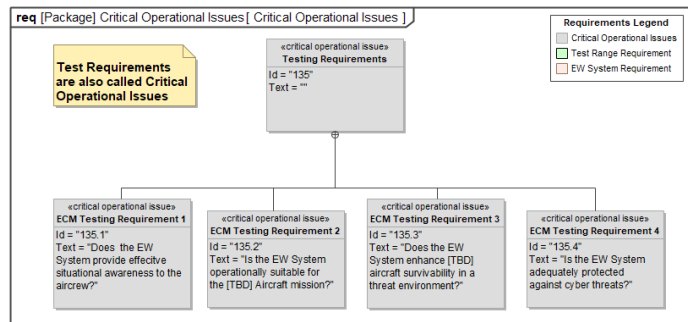 req [Package] Critical Operational Issues [ Critical Operational Issues ]
Requirements Legend
Critical Operational Issues
Test Range Requirement
EW System Requirement
Test Requirements
are also called Critical
Operational Issues
«critical operational issue»
Testing Requirements
Id = "135"
Text = ""
«critical operational issue»
ECM Testing Requirement 1
Id = "135.1"
Text = "Does the EW
System provide effecitve
situational awareness to the
aircrew?"
«critical operational issue»
ECM Testing Requirement 2
Id = "135.2"
Text = "Is the EW System
operationally suitable for
the [TBD] Aircraft mission?"
«critical operational issue»
ECM Testing Requirement 3
Id = "135.3"
Text = "Does the EW
System enhance [TBD]
aircraft survivability in a
threat environment?"
«critical operational issue»
ECM Testing Requirement 4
Id = "135.4"
Text = "Is the EW System
adequately protected
against cyber threats?"